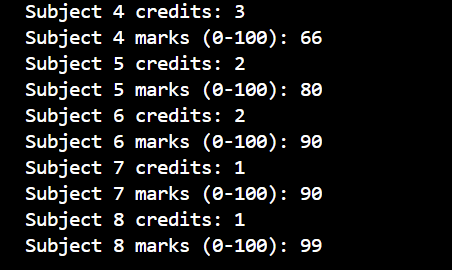 Subject 4 credits: 3
Subject 4 marks (0-100): 66
Subject 5 credits: 2
Subject 5 marks (0-100): 80
Subject 6 credits: 2
Subject 6 marks (0-100): 90
Subject 7 credits: 1
Subject 7 marks (0-100): 90
Subject 8 credits: 1
Subject 8 marks (0-100): 99